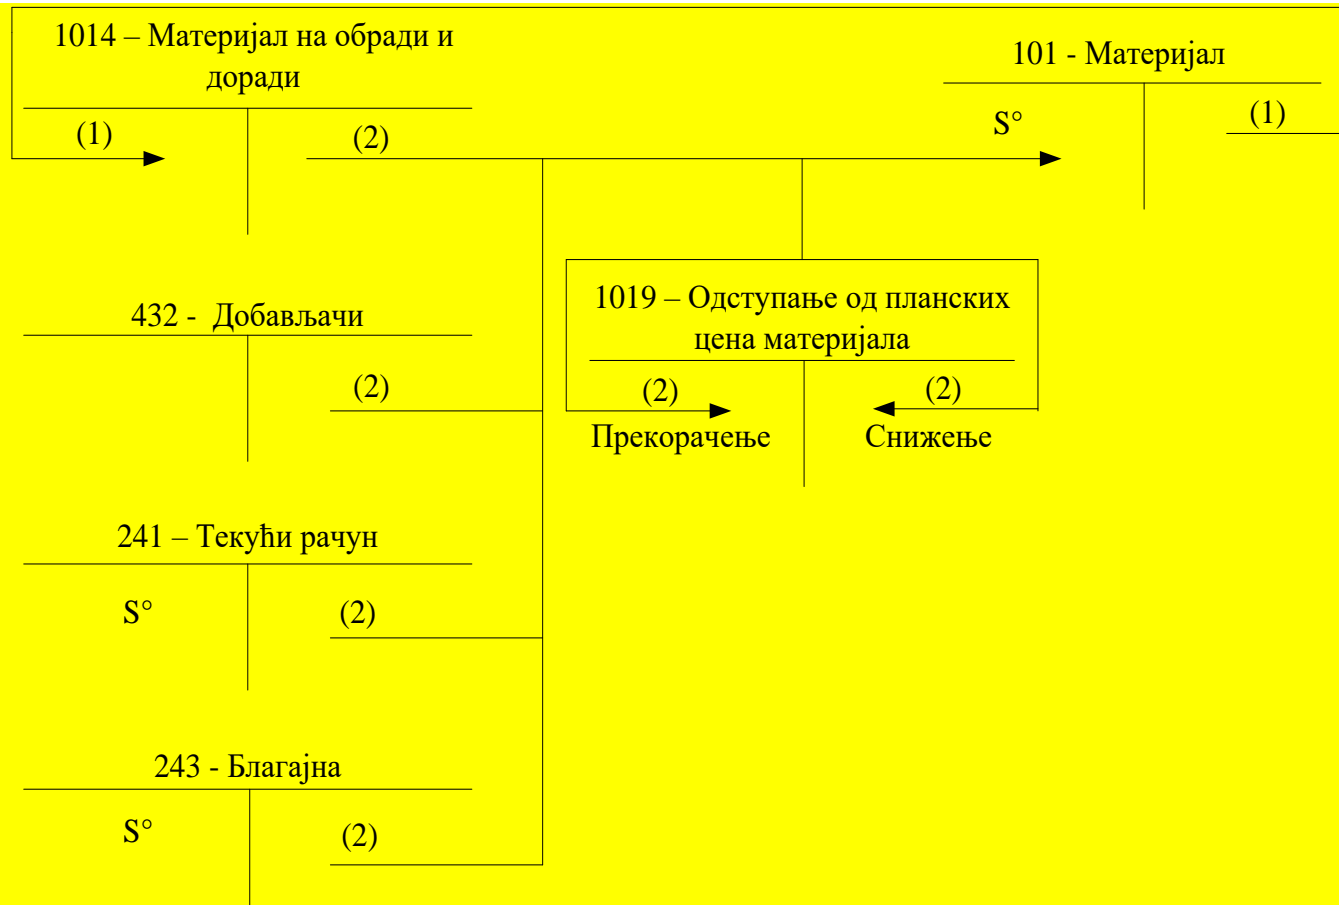 1014 – Материјал на обради и
доради
101 - Материјал
(1)
(2)
S°
(1)
432 - Добављачи
(2)
1019 – Одступање од планских
цена материјала
(2)
(2)
Прекорачење
Снижење
241 – Текући рачун
S°
(2)
243 - Благајна
S°
(2)